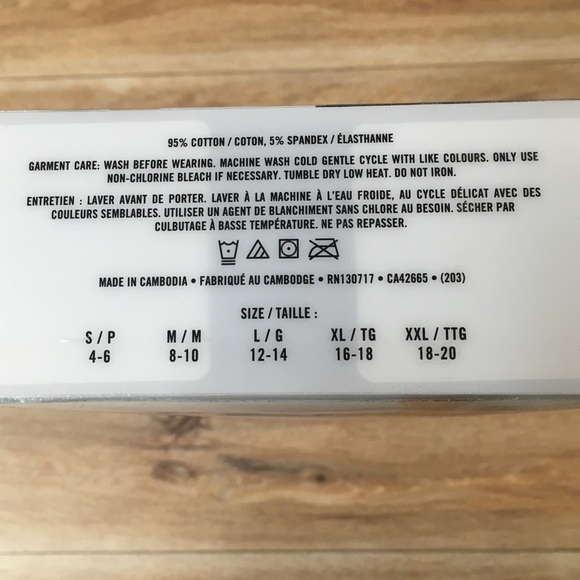 95% COTTON / COTON, 5% SPANDEX / ÉLASTHANNE
GARMENT CARE: WASH BEFORE WEARING. MACHINE WASH COLD GENTLE CYCLE WITH LIKE COLOURS. ONLY USE
NON-CHLORINE BLEACH IF NECESSARY. TUMBLE DRY LOW HEAT. DO NOT IRON.
ENTRETIEN : LAVER AVANT DE PORTER. LAVER À LA MACHINE À L'EAU FROIDE, AU CYCLE DÉLICAT AVEC DES
COULEURS SEMBLABLES. UTILISER UN AGENT DE BLANCHIMENT SANS CHLORE AU BESOIN. SÉCHER PAR
CULBUTAGE À BASSE TEMPÉRATURE. NE PAS REPASSER.
MADE IN CAMBODIA • FABRIQUÉ AU CAMBODGE • RN130717 • CA42665 • (203)
SIZE / TAILLE :
S / P M / M L / G XL / TG XXL / TTG
4-6 8-10 12-14 16-18 18-20